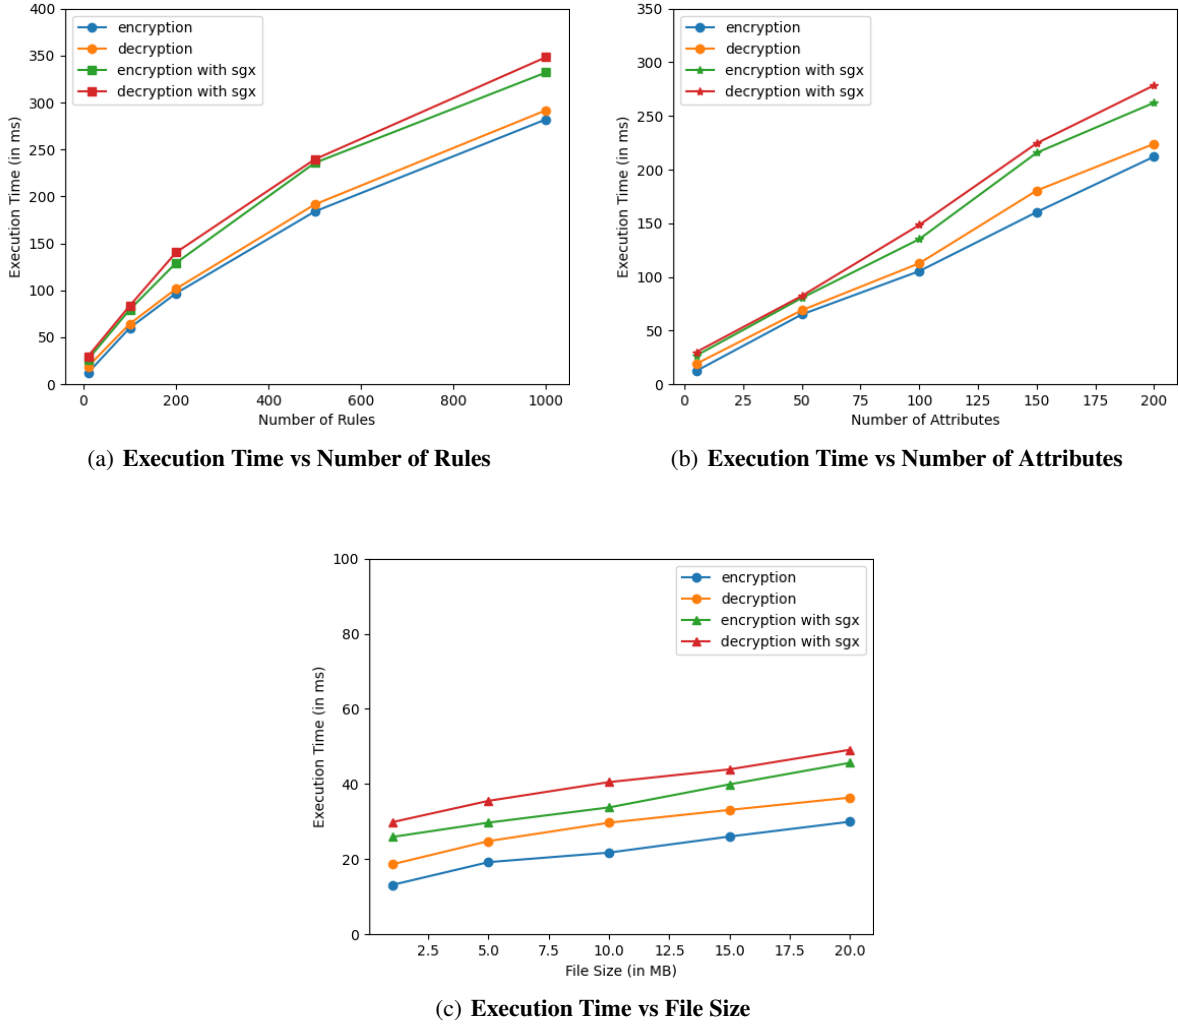 400
350
300
250
200
150
100
50
0
Execution Time (in ms)
encryption
decryption
encryption with sgx
decryption with sgx
0 200 400 600 800 1000
Number of Rules
(a) Execution Time vs Number of Rules
350
300
250
200
150
100
50
0
Execution Time (in ms)
encryption
decryption
encryption with sgx
decryption with sgx
0 25 50 75 100 125 150 175 200
Number of Attributes
(b) Execution Time vs Number of Attributes
100
80
60
40
20
0
Execution Time (in ms)
encryption
decryption
encryption with sgx
decryption with sgx
2.5 5.0 7.5 10.0 12.5 15.0 17.5 20.0
File Size (in MB)
(c) Execution Time vs File Size